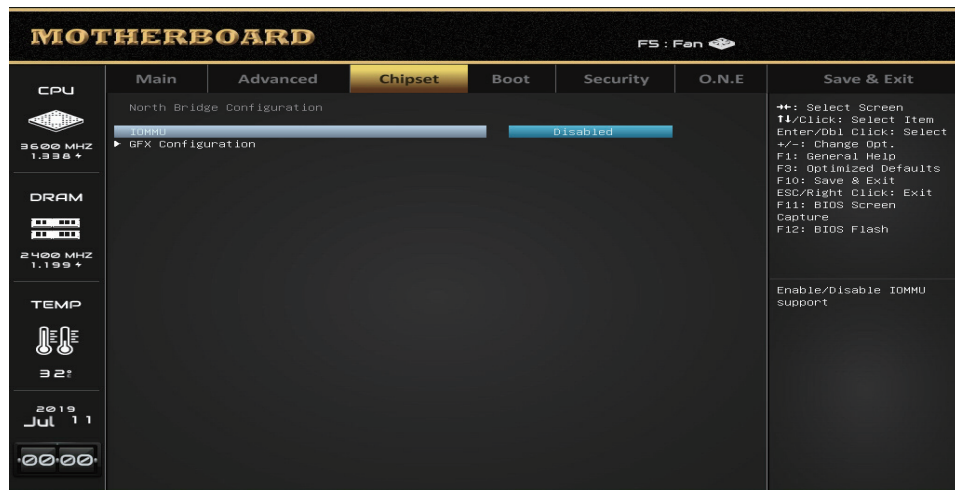 MOTHERBOARD
F5 : Fan
CPU
3600 MHZ
1.338 +
DRAM
2400 MHZ
1.199 +
TEMP
32°
2019
Jul 11
00:00
Main Advanced Chipset Boot Security O.N.E Save & Exit
North Bridge Configuration
IOMMU Disabled
► GFX Configuration
→←: Select Screen
↑↓/Click: Select Item
Enter/Dbl Click: Select
+/-: Change Opt.
F1: General Help
F3: Optimized Defaults
F10: Save & Exit
ESC/Right Click: Exit
F11: BIOS Screen
Capture
F12: BIOS Flash
Enable/Disable IOMMU
support